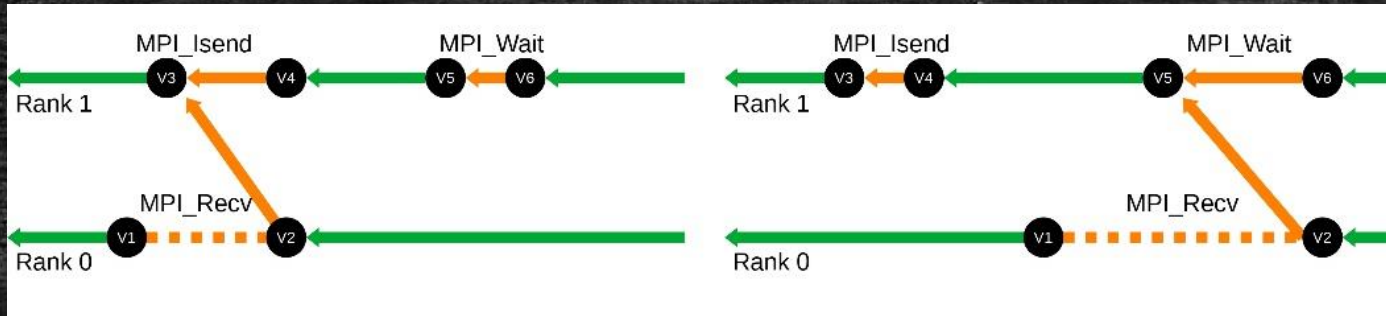 MPI_Isend MPI_Wait
V3 V4 V5 V6
Rank 1
MPI_Recv
V1 V2
Rank 0
MPI_Isend MPI_Wait
V3 V4 V5 V6
Rank 1
MPI_Recv
V1 V2
Rank 0